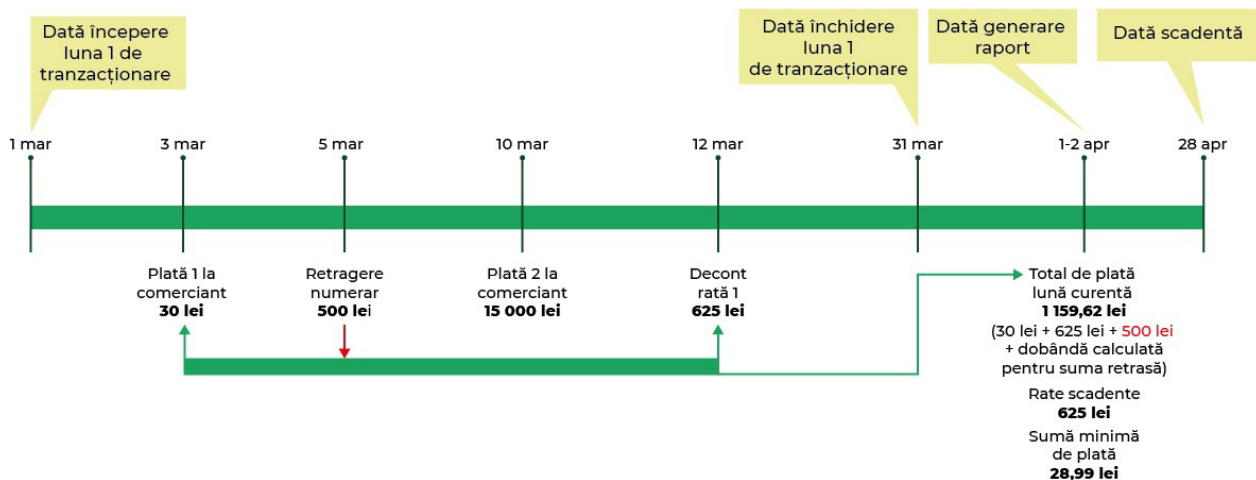 Dată începere
luna 1 de
tranzacționare
Dată închidere
luna 1
de tranzacționare
Dată generare
raport
Dată scadentă
1 mar
3 mar
5 mar
10 mar
12 mar
31 mar
1-2 apr
28 apr
Plată 1 la
comerciant
30 lei
Retragere
numerar
500 lei
Plată 2 la
comerciant
15 000 lei
Decont
rată 1
625 lei
Total de plată
lună curentă
1 159,62 lei
(30 lei + 625 lei + 500 lei
+ dobândă calculată
pentru suma retrasă)
Rate scadente
625 lei
Sumă minimă
de plată
28,99 lei